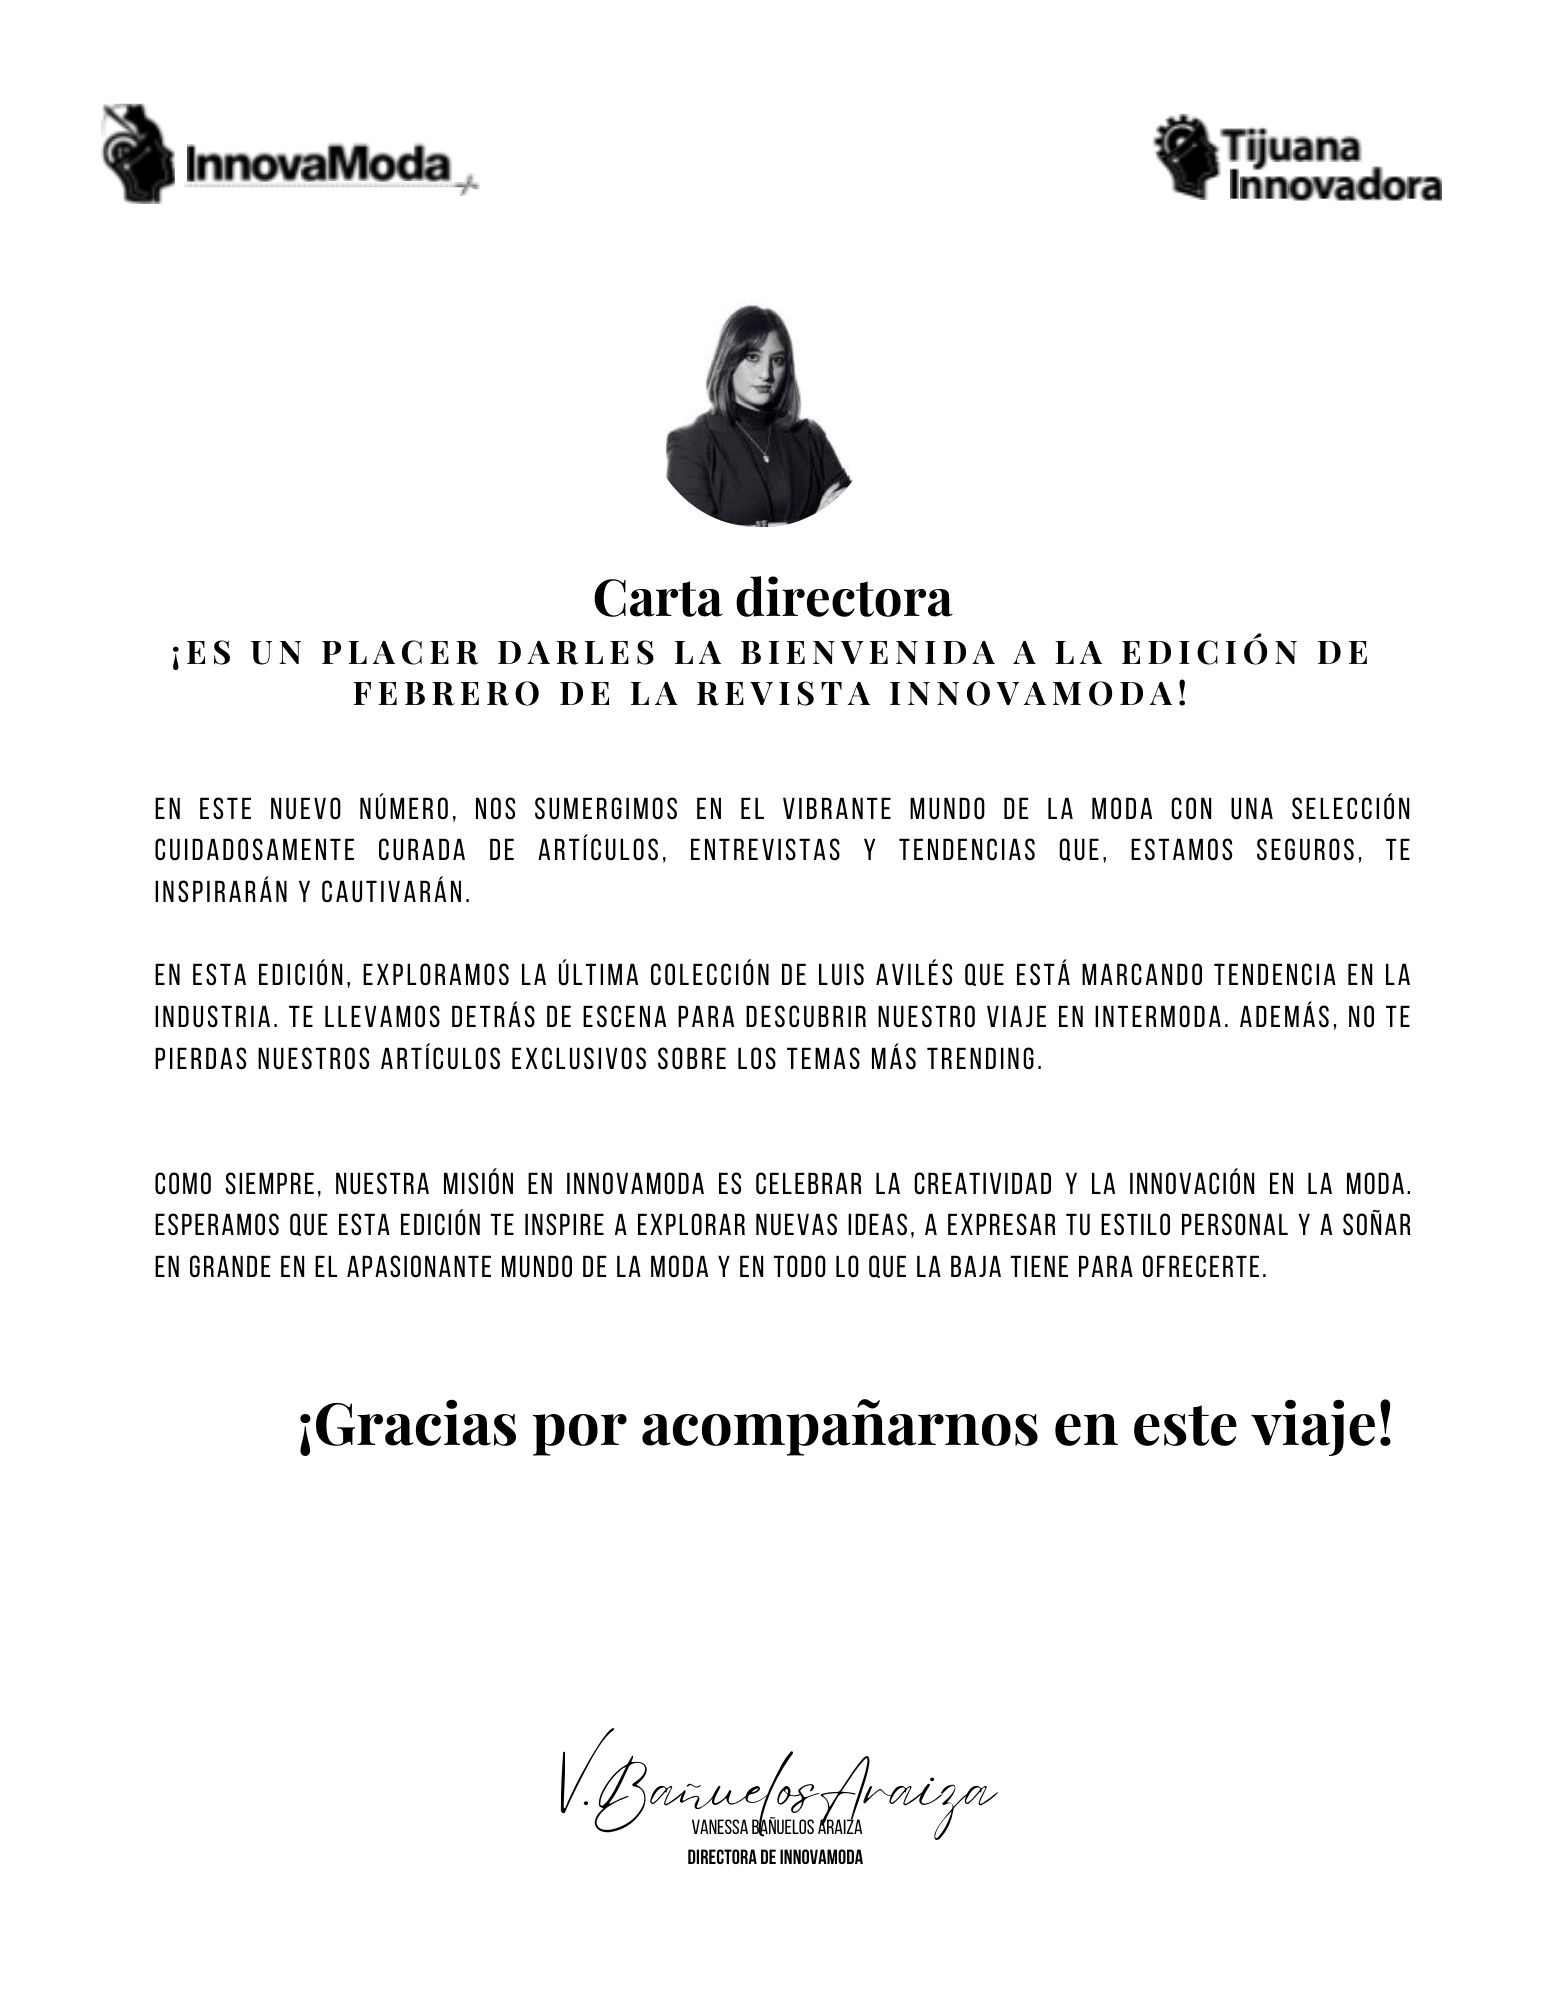 InnovaModa
Tijuana
Innovadora
Carta directora
¡ES UN PLACER DARLES LA BIENVENIDA A LA EDICIÓN DE
FEBRERO DE LA REVISTA INNOVAMODA!
EN ESTE NUEVO NÚMERO, NOS SUMERGIMOS EN EL VIBRANTE MUNDO DE LA MODA CON UNA SELECCIÓN
CUIDADOSAMENTE CURADA DE ARTÍCULOS, ENTREVISTAS Y TENDENCIAS QUE, ESTAMOS SEGUROS, TE
INSPIRARÁN Y CAUTIVARÁN.
EN ESTA EDICIÓN, EXPLORAMOS LA ÚLTIMA COLECCIÓN DE LUIS AVILÉS QUE ESTÁ MARCANDO TENDENCIA EN LA
INDUSTRIA. TE LLEVAMOS DETRÁS DE ESCENA PARA DESCUBRIR NUESTRO VIAJE EN INTERMODA. ADEMÁS, NO TE
PIERDAS NUESTROS ARTÍCULOS EXCLUSIVOS SOBRE LOS TEMAS MÁS TRENDING.
COMO SIEMPRE, NUESTRA MISIÓN EN INNOVAMODA ES CELEBRAR LA CREATIVIDAD Y LA INNOVACIÓN EN LA MODA.
ESPERAMOS QUE ESTA EDICIÓN TE INSPIRE A EXPLORAR NUEVAS IDEAS, A EXPRESAR TU ESTILO PERSONAL Y A SOÑAR
EN GRANDE EN EL APASIONANTE MUNDO DE LA MODA Y EN TODO LO QUE LA BAJA TIENE PARA OFRECERTE.
¡Gracias por acompañarnos en este viaje!
V. Bañuelos Araiza
VANESSA BAÑUELOS ARAIZA
DIRECTORA DE INNOVAMODA